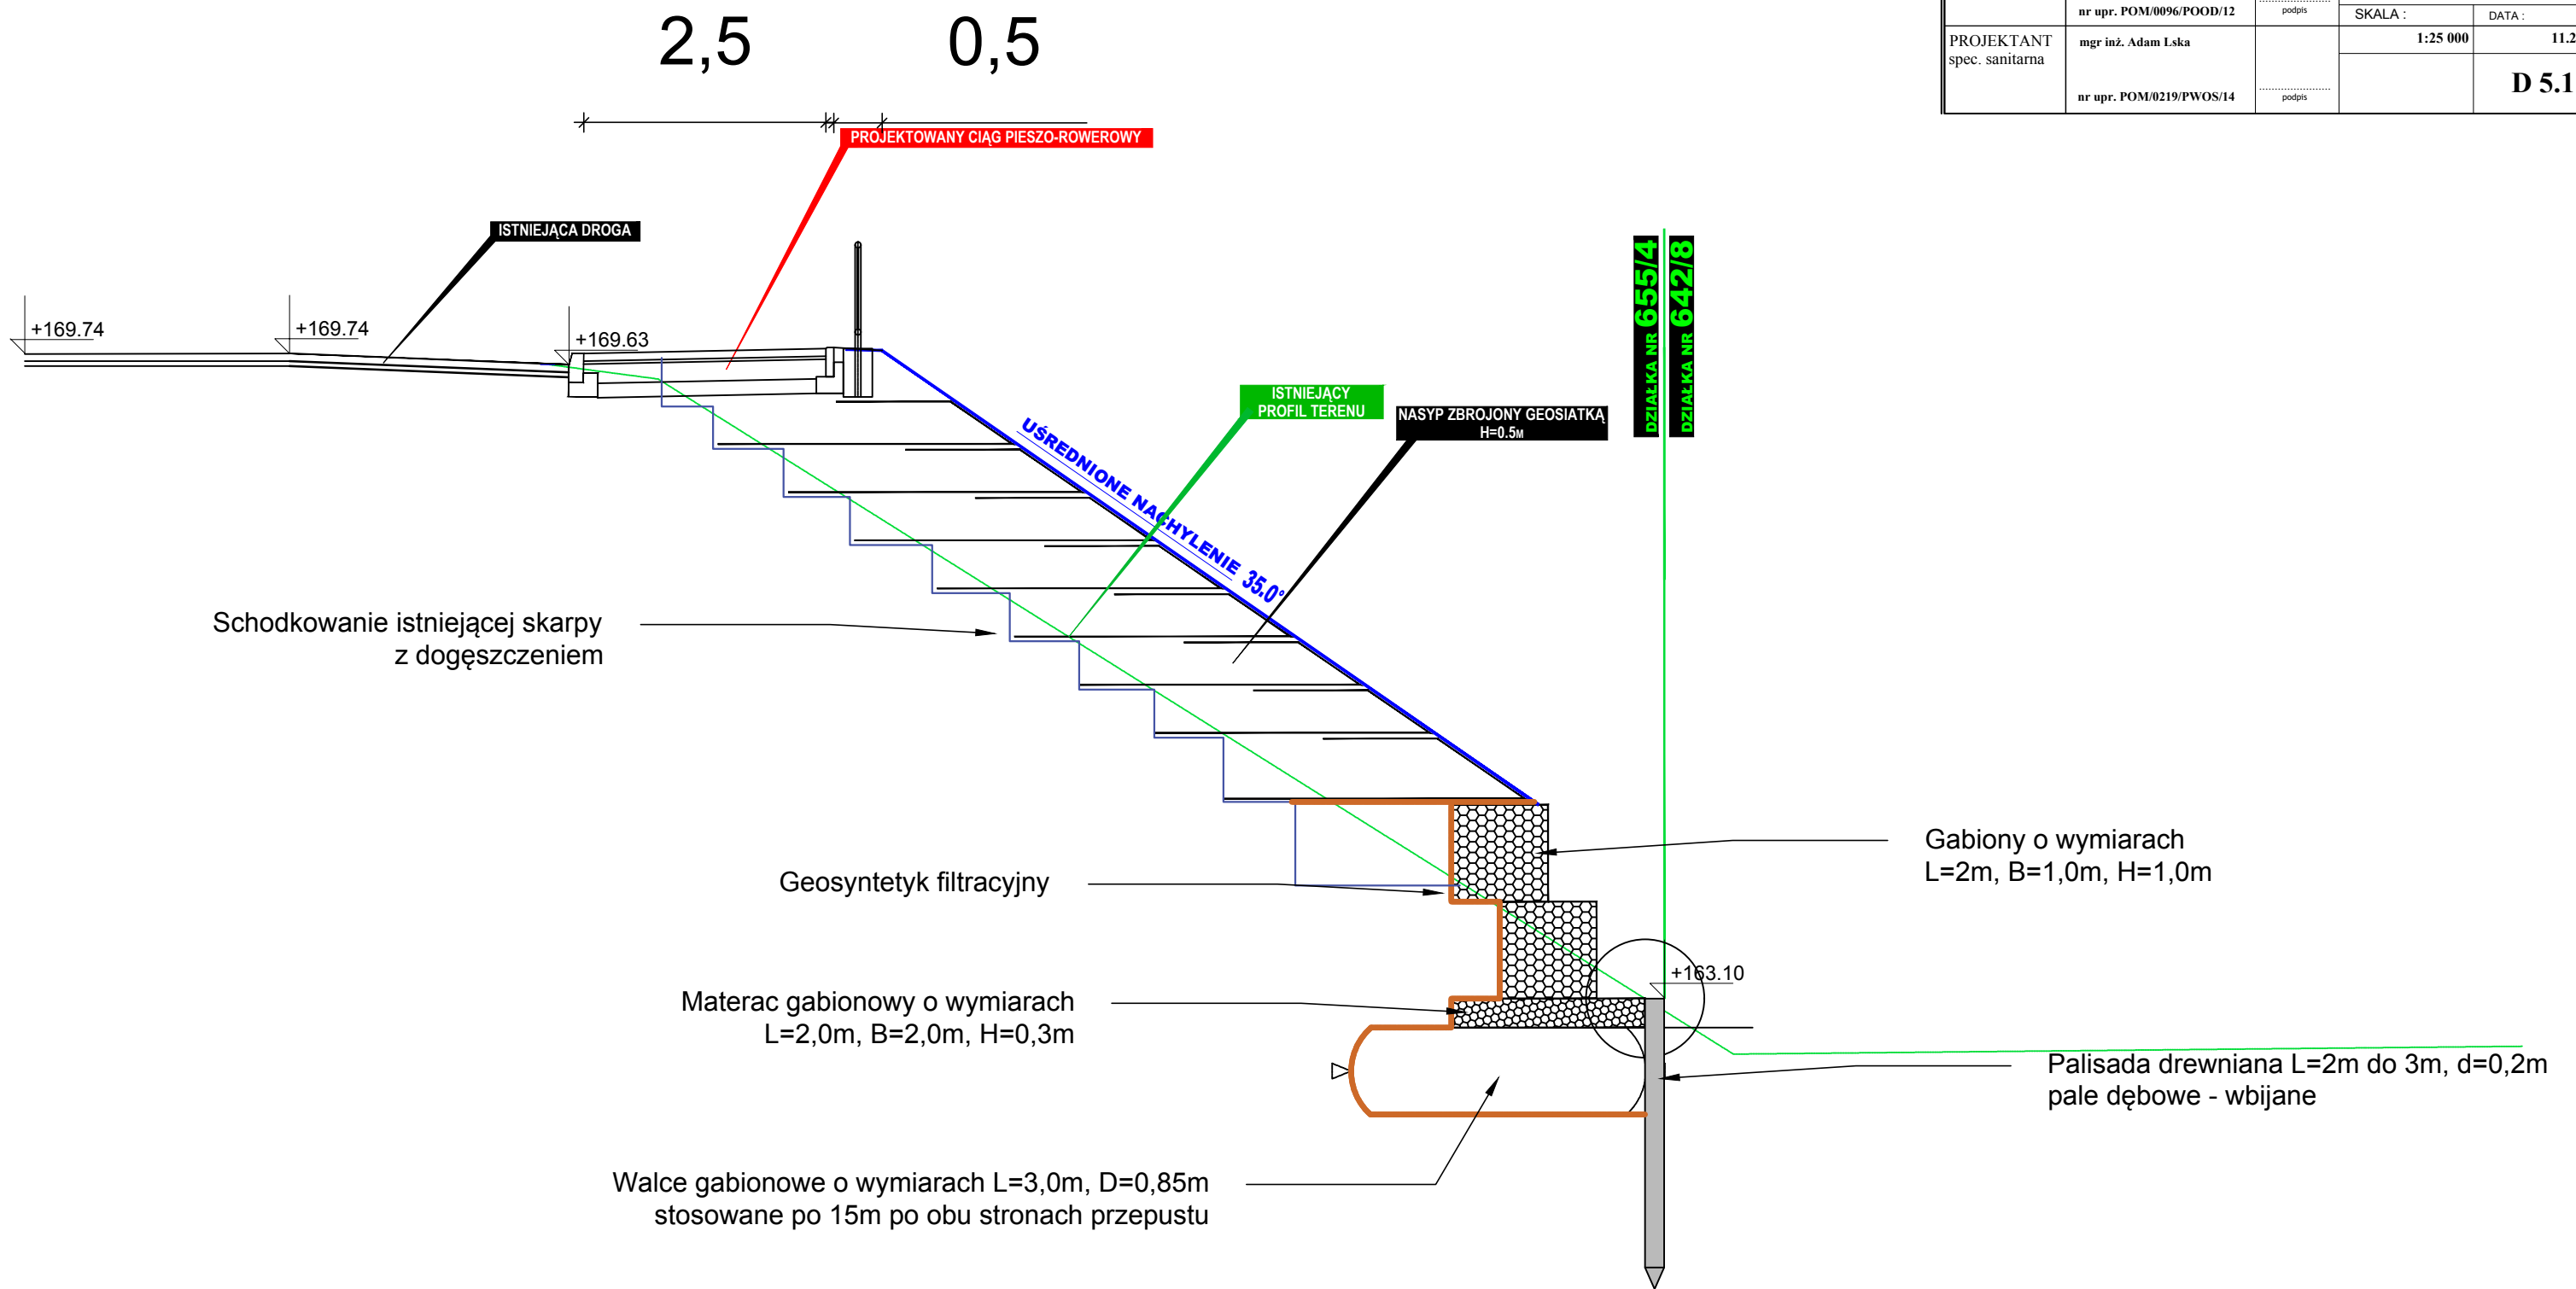 2,5
0,5
nr upr. POM/0096/POOD/12
podpis
SKALA :
DATA :
PROJEKTANT
spec. sanitarna
mgr inż. Adam Lska
1:25 000
11.2
nr upr. POM/0219/PWOS/14
podpis
D 5.1
PROJEKTOWANY CIĄG PIESZO-ROWEROWY
ISTNIEJĄCA DROGA
+169.74
+169.74
+169.63
DZIAŁKA NR 655/4
DZIAŁKA NR 642/8
ISTNIEJĄCY
PROFIL TERENU
NASYP ZBROJONY GEOSIATKĄ
H=0.5M
UŚREDNIONE NACHYLENIE 35.0°
Schodkowanie istniejącej skarpy
z dogęszczeniem
Gabiony o wymiarach
L=2m, B=1,0m, H=1,0m
Geosyntetyk filtracyjny
+163.10
Materac gabionowy o wymiarach
L=2,0m, B=2,0m, H=0,3m
Palisada drewniana L=2m do 3m, d=0,2m
pale dębowe - wbijane
Walce gabionowe o wymiarach L=3,0m, D=0,85m
stosowane po 15m po obu stronach przepustu